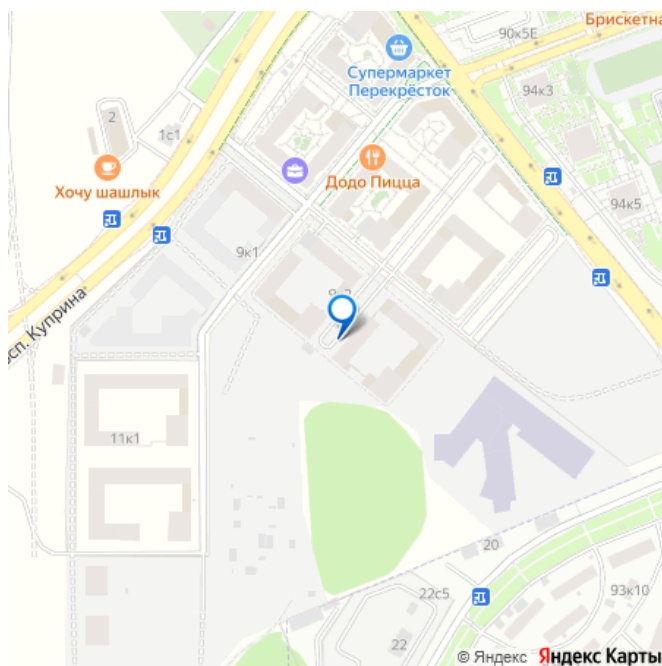 Брискетна
90к5Е
Супермаркет
Перекрёсток
94к3
2
1с1
Хочу шашлык
Додо Пицца
94к5
9к1
осп. Куприна
11к1
20
22с5
93к10
22
© Яндекс Яндекс Карты